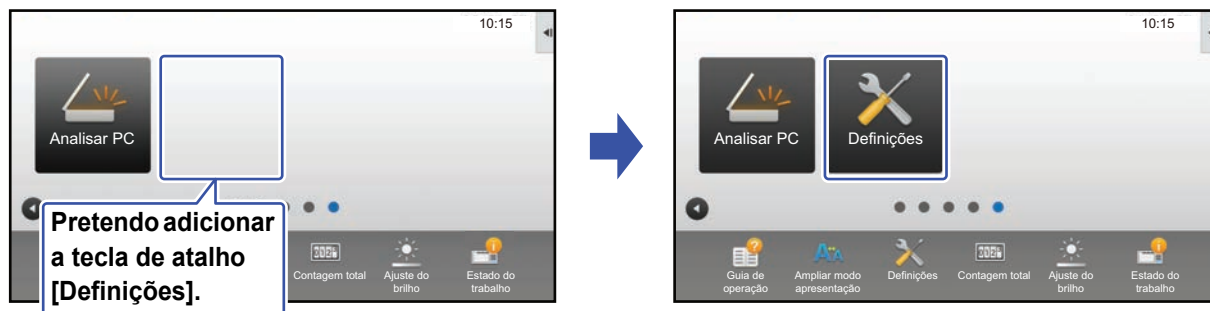 10:15
Analisar PC
Pretendo adicionar
a tecla de atalho
[Definições].
Contagem total
Ajuste do
brilho
Estado do
trabalho
10:15
Analisar PC
Definições
Guia de
operação
Ampliar modo
apresentação
Definições
Contagem total
Ajuste do
brilho
Estado do
trabalho